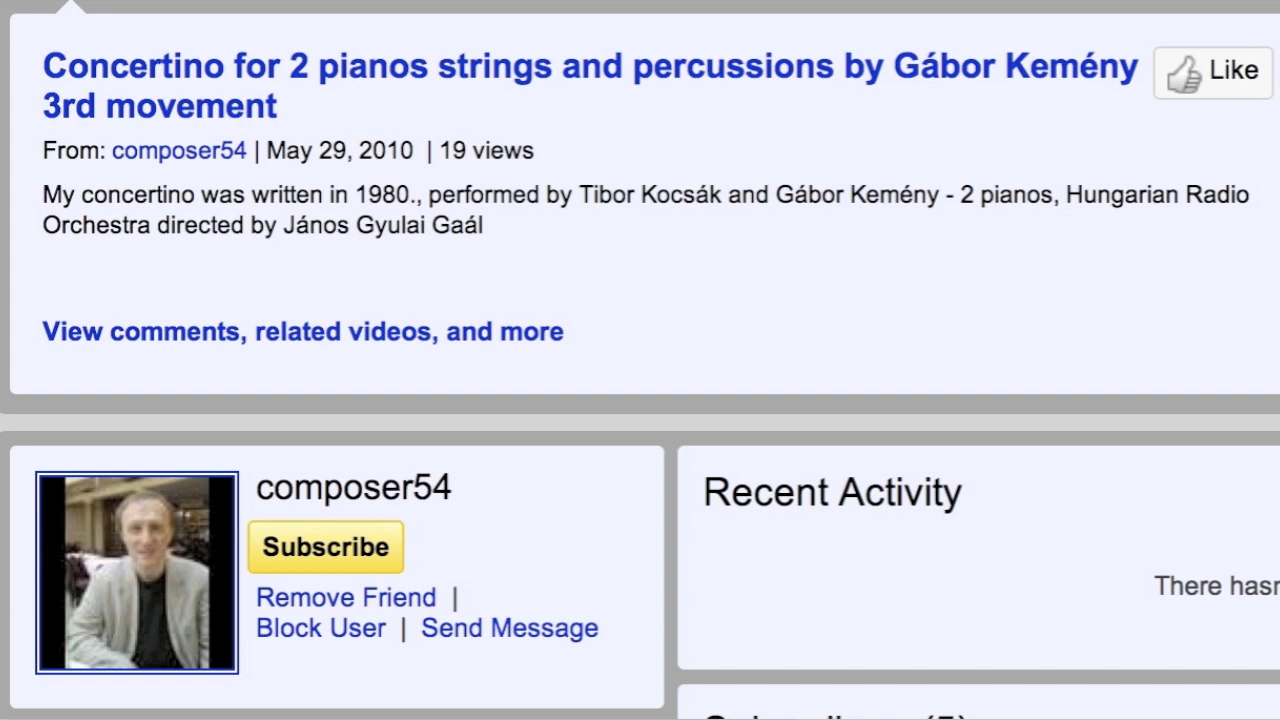 Concertino for 2 pianos strings and percussions by Gábor Kemény
3rd movement
Like
From: composer54 | May 29, 2010 | 19 views
My concertino was written in 1980., performed by Tibor Kocsák and Gábor Kemény - 2 pianos, Hungarian Radio
Orchestra directed by János Gyulai Gaál
View comments, related videos, and more
composer54
Subscribe
Remove Friend |
Block User | Send Message
Recent Activity
There